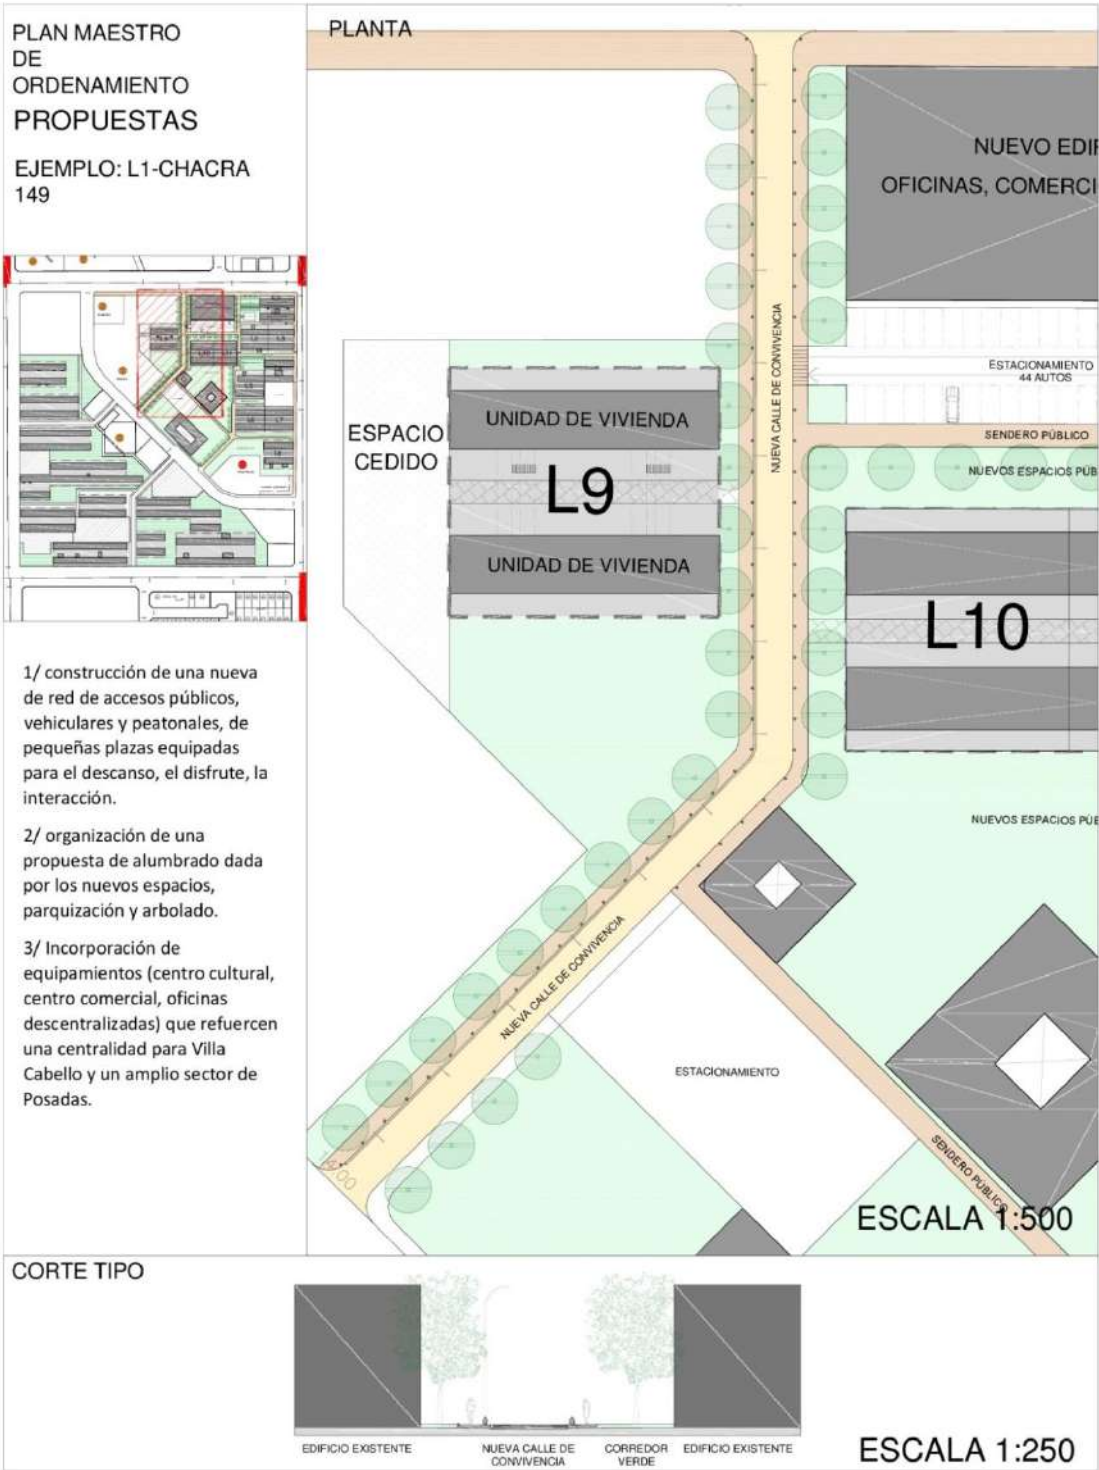 PLAN MAESTRO
DE
ORDENAMIENTO
PROPUESTAS
EJEMPLO: L1-CHACRA
149
1/ construcción de una nueva
de red de accesos públicos,
vehiculares y peatonales, de
pequeñas plazas equipadas
para el descanso, el disfrute, la
interacción.
2/ organización de una
propuesta de alumbrado dada
por los nuevos espacios,
parquización y arbolado.
3/ Incorporación de
equipamientos (centro cultural,
centro comercial, oficinas
descentralizadas) que refuercen
una centralidad para Villa
Cabello y un amplio sector de
Posadas.
PLANTA
NUEVO EDIF
OFICINAS, COMERCI
NUEVA CALLE DE CONVIVENCIA
ESTACIONAMIENTO
44 AUTOS
SENDERO PÚBLICO
NUEVOS ESPACIOS PÚB
ESPACIO
CEDIDO
UNIDAD DE VIVIENDA
L9
UNIDAD DE VIVIENDA
L10
NUEVOS ESPACIOS PÚB
NUEVA CALLE DE CONVIVENCIA
ESTACIONAMIENTO
SENDERO PÚBLICO
ESCALA 1:500
CORTE TIPO
EDIFICIO EXISTENTE
NUEVA CALLE DE
CONVIVENCIA
CORREDOR
VERDE
EDIFICIO EXISTENTE
ESCALA 1:250